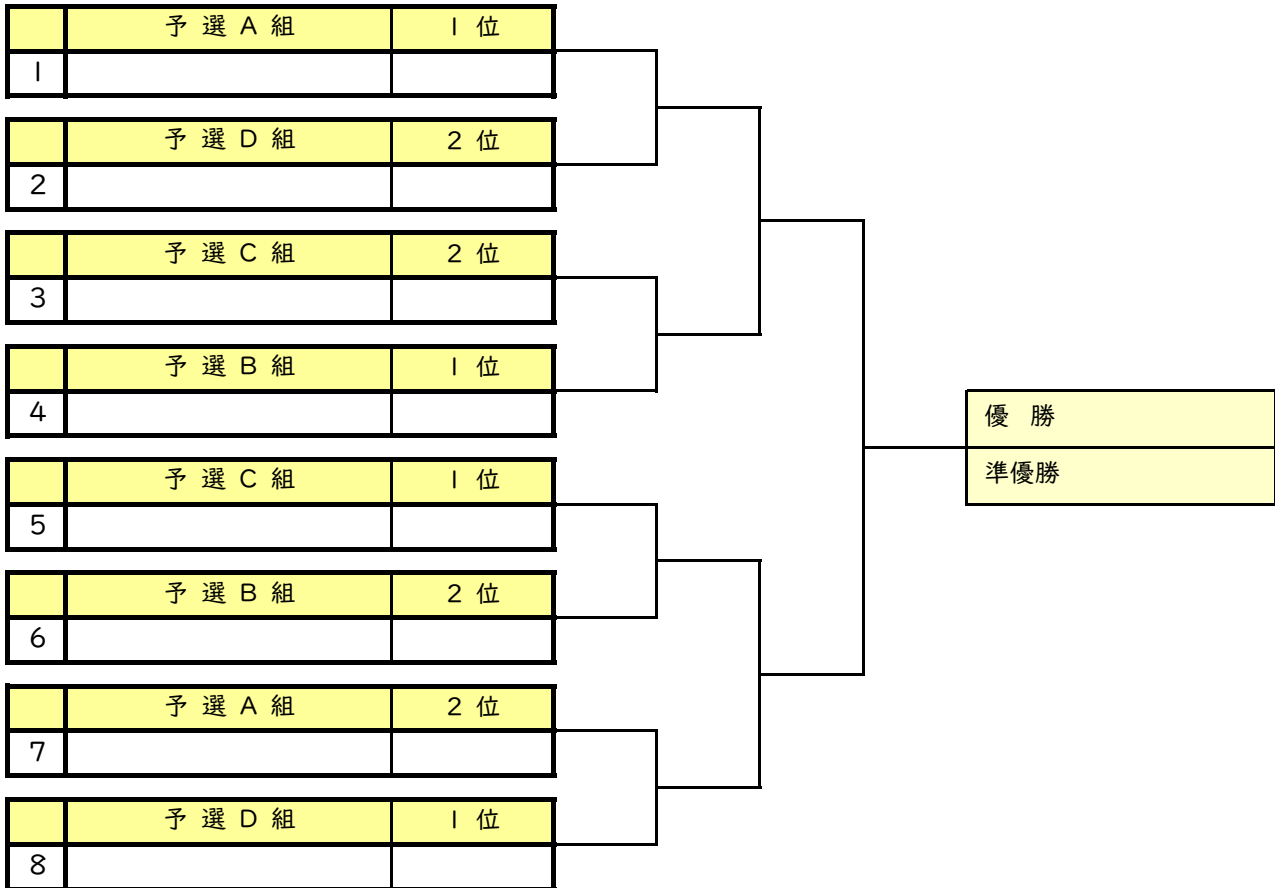 予 選 A 組 1 位
1
予 選 D 組 2 位
2
予 選 C 組 2 位
3
予 選 B 組 1 位
4
予 選 C 組 1 位
5
予 選 B 組 2 位
6
予 選 A 組 2 位
7
予 選 D 組 1 位
8
優 勝
準優勝